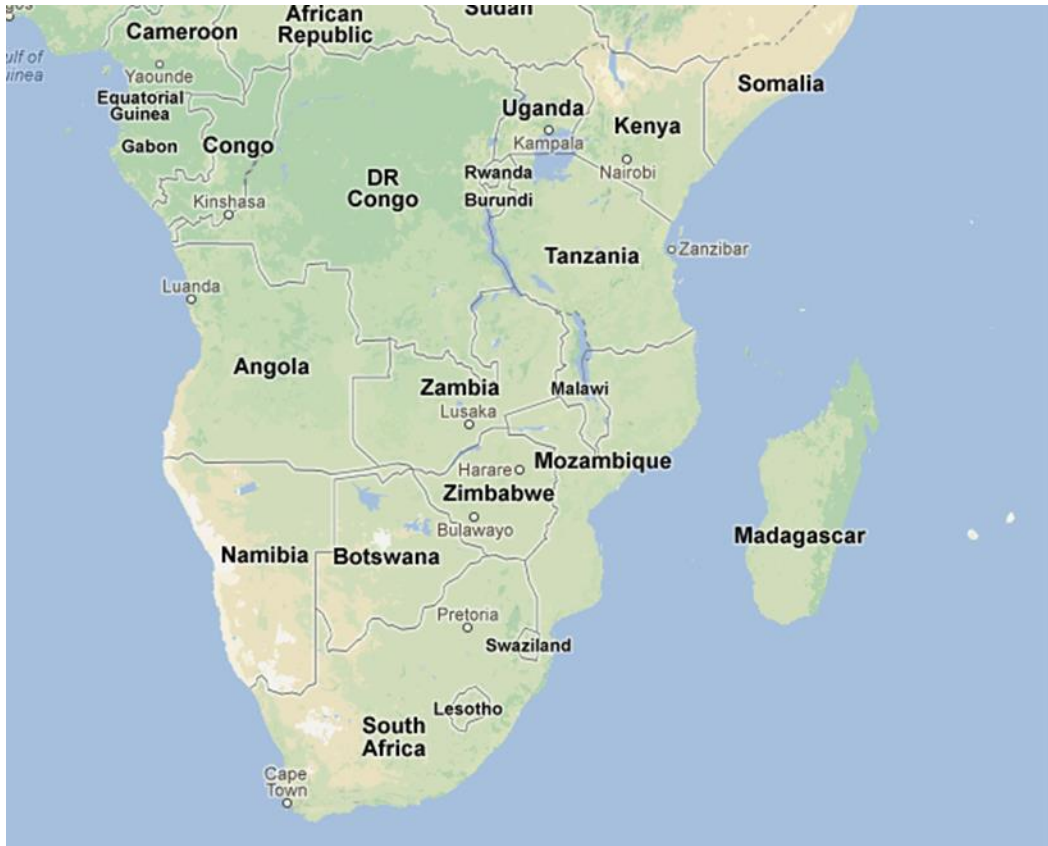 Sudan
African
Republic
Cameroon
Gulf of
Guinea
Yaounde
Somalia
Equatorial
Guinea
Uganda
Kenya
Gabon
Congo
Kampala
Nairobi
Rwanda
DR
Congo
Kinshasa
Burundi
Zanzibar
Tanzania
Luanda
Angola
Zambia
Malawi
Lusaka
Mozambique
Harare
Zimbabwe
Bulawayo
Madagascar
Namibia
Botswana
Pretoria
Swaziland
Lesotho
South
Africa
Cape
Town